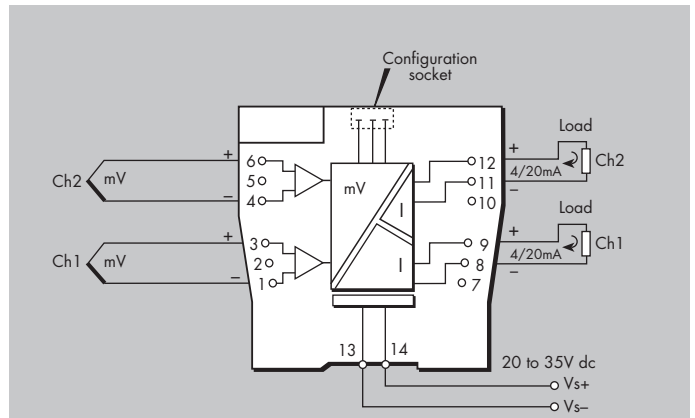 Configuration
socket
Load
+
6
12
+
Ch2
mV
5
mV
11
4/20mA
Ch2
–
4
I
10
–
Load
+
3
9
+
Ch1
mV
2
I
8
4/20mA
Ch1
–
1
7
–
13
14
20 to 35V dc
Vs+
Vs–